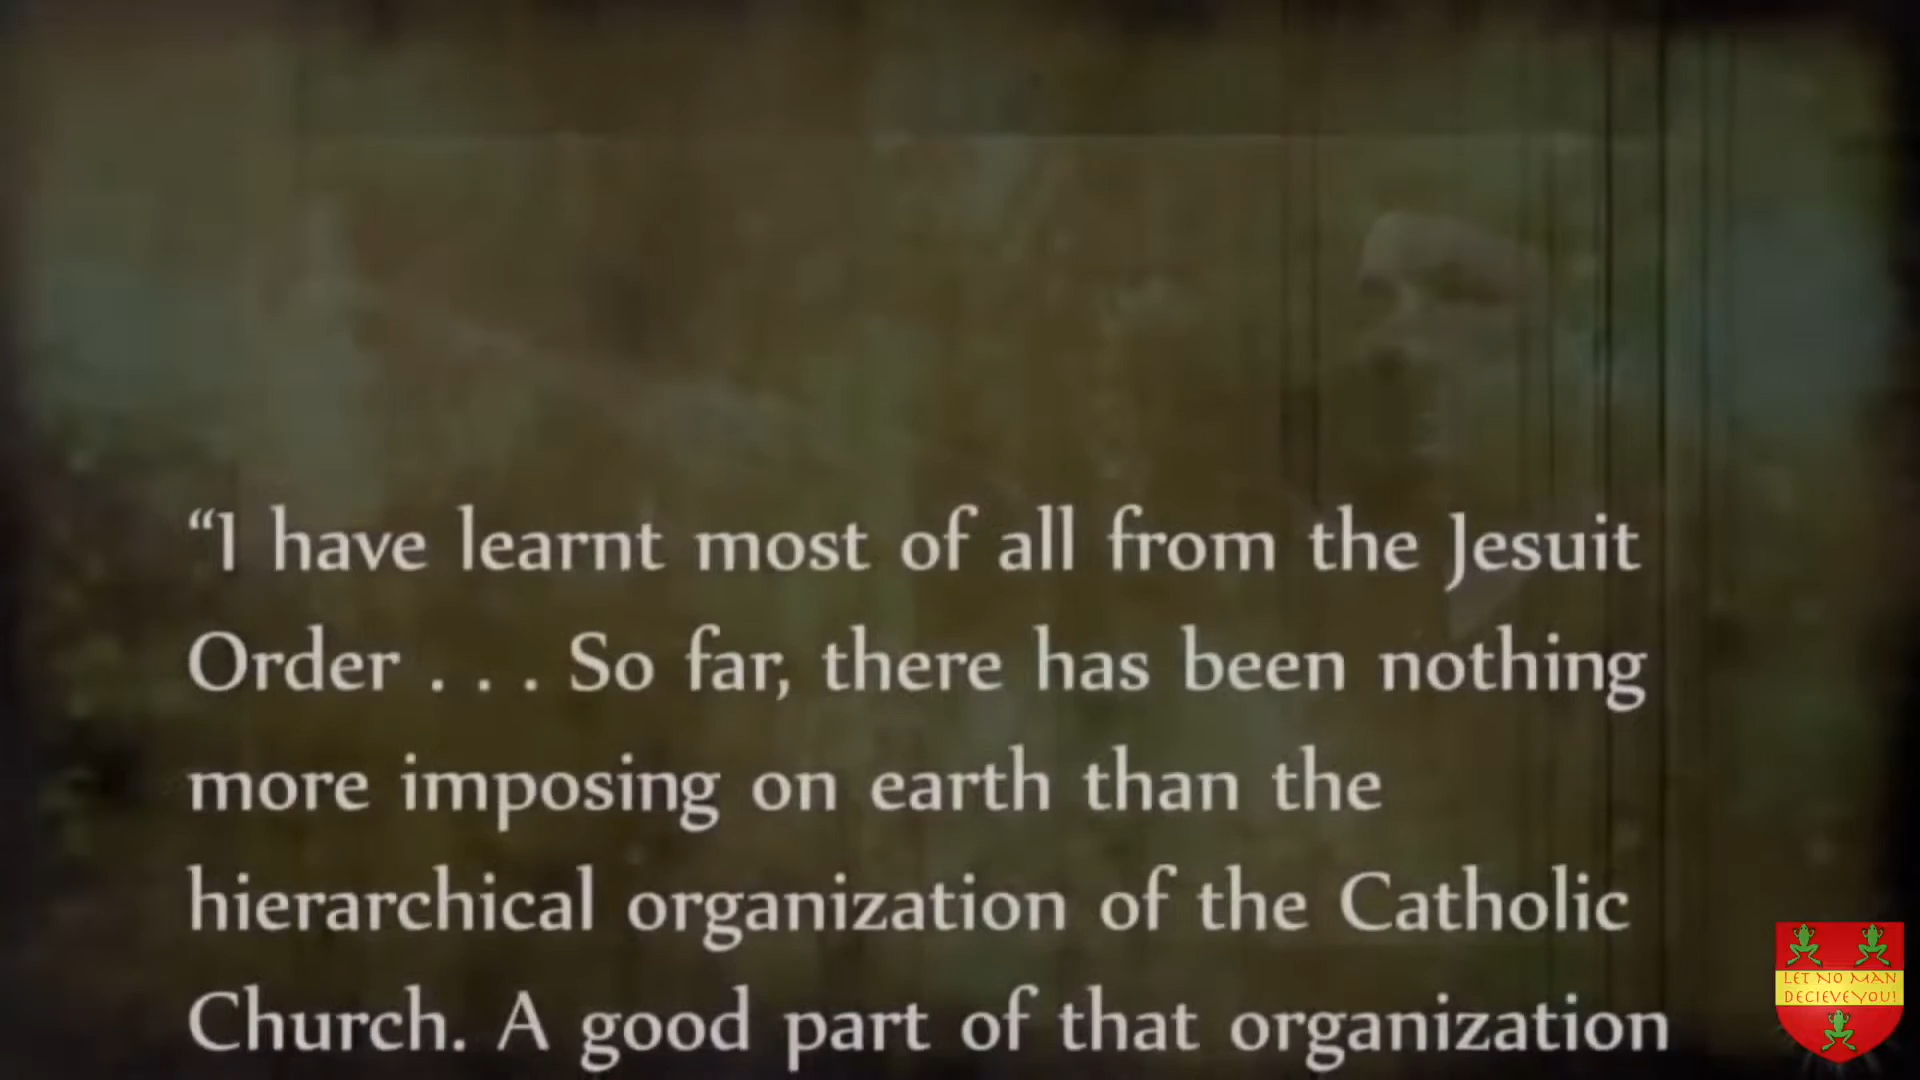 “I have learnt most of all from the Jesuit
Order . . . So far, there has been nothing
more imposing on earth than the
hierarchical organization of the Catholic
Church. A good part of that organization
LET NO MAN
DECIEVE YOU!